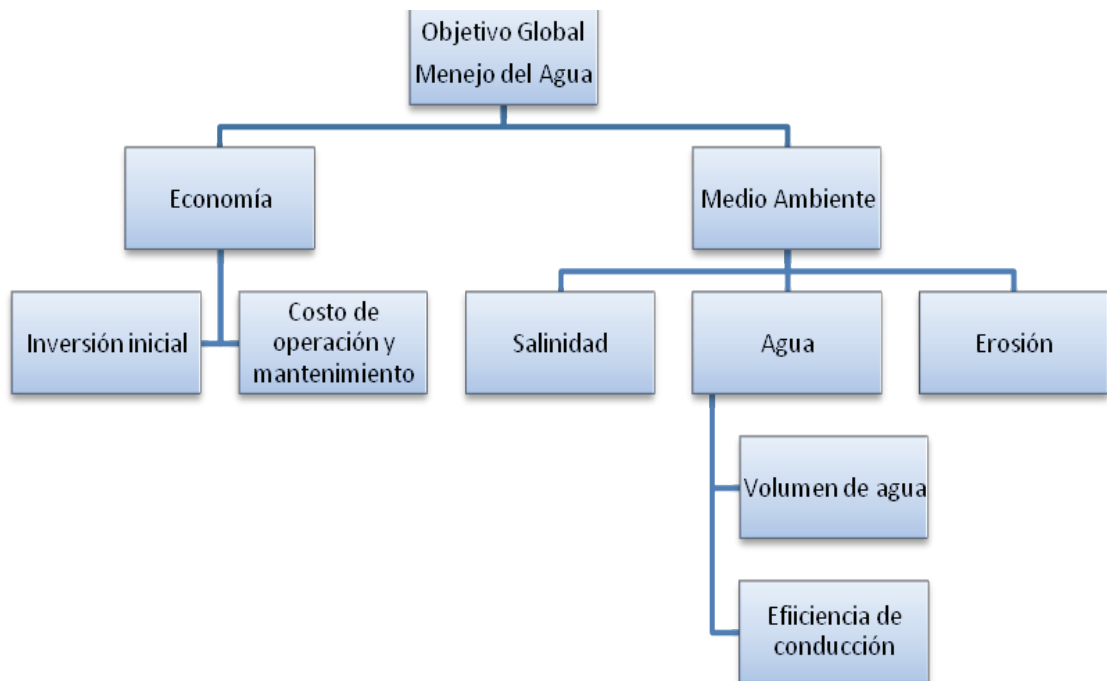 Objetivo Global
Menejo del Agua
Economía
Medio Ambiente
Inversión inicial
Costo de
operación y
mantenimiento
Salinidad
Agua
Erosión
Volumen de agua
Efiiciencia de
conducción